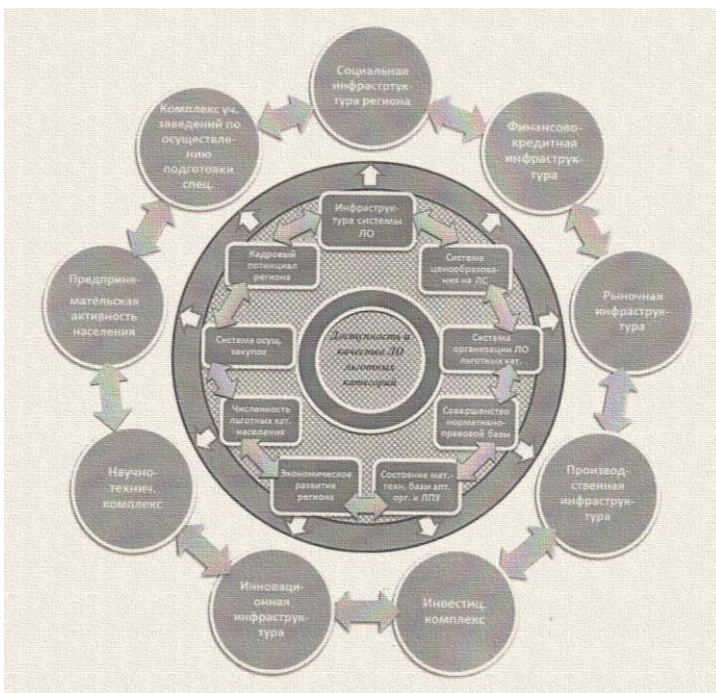 Социальная
инфрастртук-
тура региона
Финансово-
кредитная
инфраструк-
тура
Рыночная
инфраструк-
тура
Производ-
ственная
инфраструк-
тура
Инвестиц.
комплекс
Инноваци-
онная
инфраструк-
тура
Научно-
технич.
комплекс
Предприни-
мательская
активность
населения
Комплекс уч.
заведений по
осуществле-
нию
подготовки
спец.
Инфраструк-
тура системы
ЛО
Система
ценообразова-
ния на ЛС
Система
организации ЛО
льготных кат.
Совершенство
нормативно-
правовой базы
Состояние мат.-
техн. базы апт.
орг. и ЛПУ
Экономическое
развитие
региона
Численность
льготных кат.
населения
Система осущ.
закупок
Кадровый
потенциал
региона
Доступность и
качество ЛО
льготных
категорий